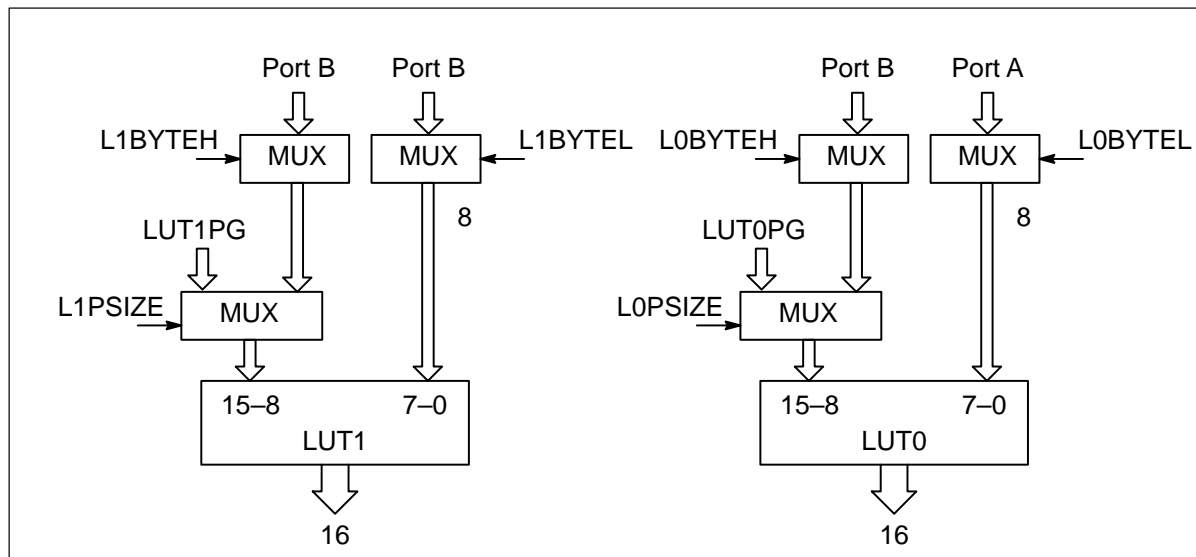 Port B Port B Port B Port A
L1BYTEH MUX MUX L1BYTEL L0BYTEH MUX MUX L0BYTEL
8 8
LUT1PG LUT0PG
L1PSIZE MUX L0PSIZE MUX
15–8 7–0 15–8 7–0
LUT1 LUT0
16 16